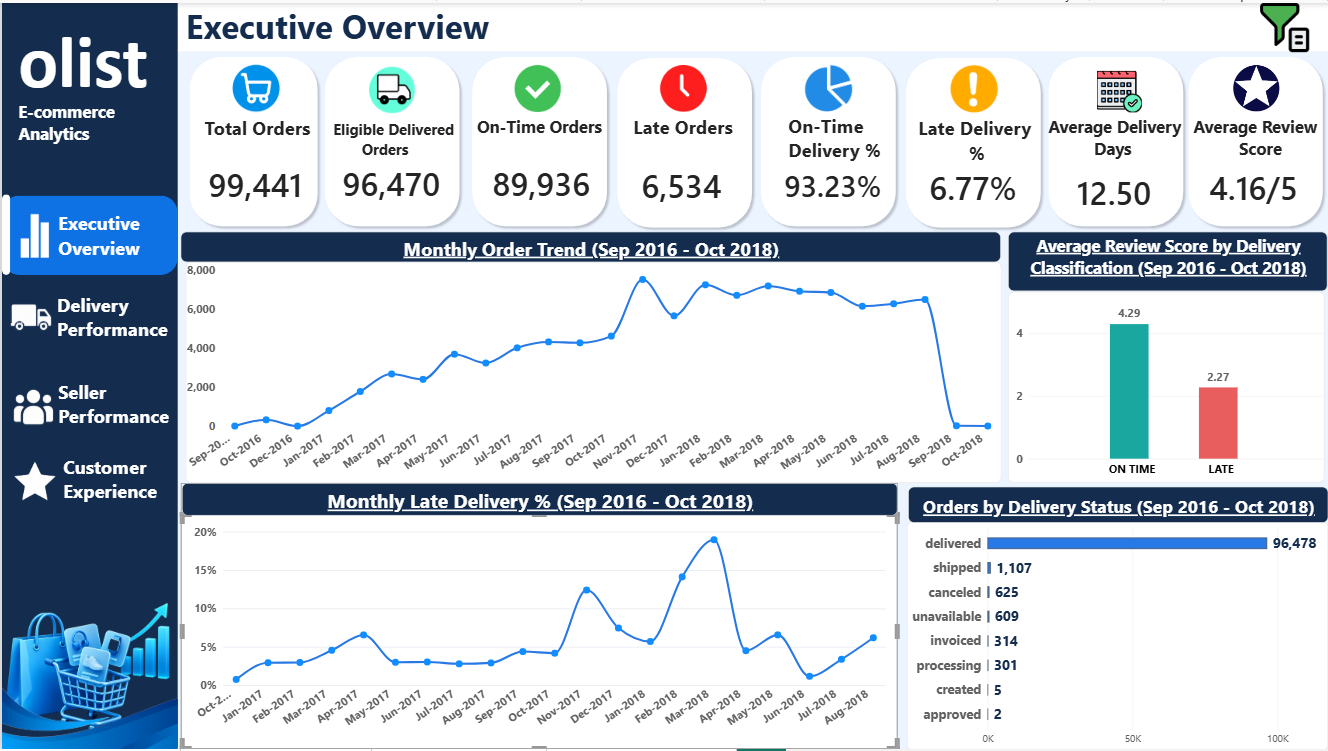 olist
E-commerce
Analytics
Executive
Overview
Delivery
Performance
Seller
Performance
Customer
Experience
Executive Overview
Total Orders
99,441
Eligible Delivered
Orders
96,470
On-Time Orders
89,936
Late Orders
6,534
On-Time
Delivery %
93.23%
Late Delivery
%
6.77%
Average Delivery
Days
12.50
Average Review
Score
4.16/5
Monthly Order Trend (Sep 2016 - Oct 2018)
8,000
6,000
4,000
2,000
0
Sep-20...
Oct-2016
Dec-2016
Jan-2017
Feb-2017
Mar-2017
Apr-2017
May-2017
Jun-2017
Jul-2017
Aug-2017
Sep-2017
Oct-2017
Nov-2017
Dec-2017
Jan-2018
Feb-2018
Mar-2018
Apr-2018
May-2018
Jun-2018
Jul-2018
Aug-2018
Sep-2018
Oct-2018
Average Review Score by Delivery
Classification (Sep 2016 - Oct 2018)
4
2
0
4.29
2.27
ON TIME
LATE
Monthly Late Delivery % (Sep 2016 - Oct 2018)
20%
15%
10%
5%
0%
Oct-2...
Jan-2017
Feb-2017
Mar-2017
Apr-2017
May-2017
Jun-2017
Jul-2017
Aug-2017
Sep-2017
Oct-2017
Nov-2017
Dec-2017
Jan-2018
Feb-2018
Mar-2018
Apr-2018
May-2018
Jun-2018
Jul-2018
Aug-2018
Orders by Delivery Status (Sep 2016 - Oct 2018)
delivered 96,478
shipped 1,107
canceled 625
unavailable 609
invoiced 314
processing 301
created 5
approved 2
0K 50K 100K